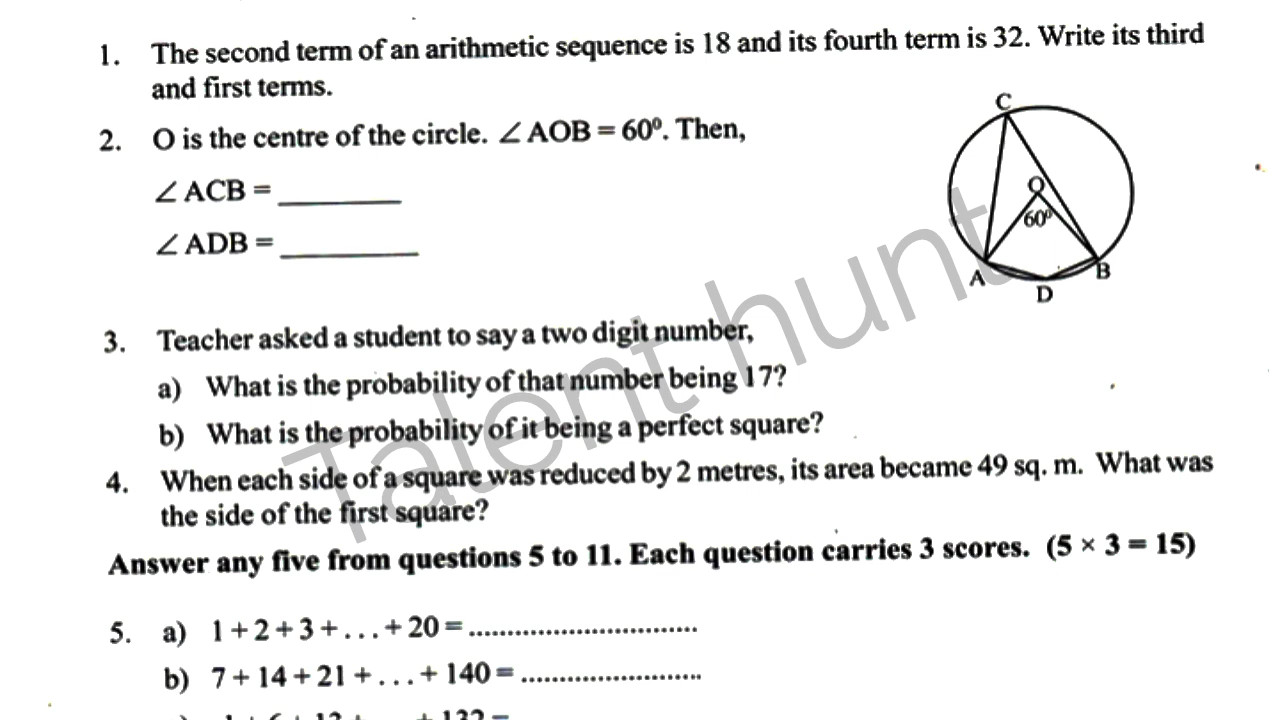 1. The second term of an arithmetic sequence is 18 and its fourth term is 32. Write its third
and first terms.
2. O is the centre of the circle. ∠AOB = 60⁰. Then,
∠ACB = ________
∠ADB = ________
C
O
60⁰
A
B
D
3. Teacher asked a student to say a two digit number,
a) What is the probability of that number being 17?
b) What is the probability of it being a perfect square?
4. When each side of a square was reduced by 2 metres, its area became 49 sq. m. What was
the side of the first square?
Answer any five from questions 5 to 11. Each question carries 3 scores. (5 × 3 = 15)
5. a) 1 + 2 + 3 + . . . + 20 = ..............................
b) 7 + 14 + 21 + . . . + 140 = ........................
Talent hunt